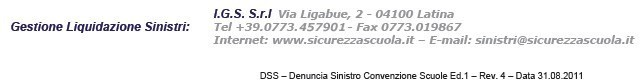 I.G.S. S.r.l Via Ligabue, 2 - 04100 Latina
Gestione Liquidazione Sinistri: Tel +39.0773.457901- Fax 0773.019867
Internet: www.sicurezzascuola.it – E-mail: sinistri@sicurezzascuola.it
DSS – Denuncia Sinistro Convenzione Scuole Ed.1 – Rev. 4 – Data 31.08.2011